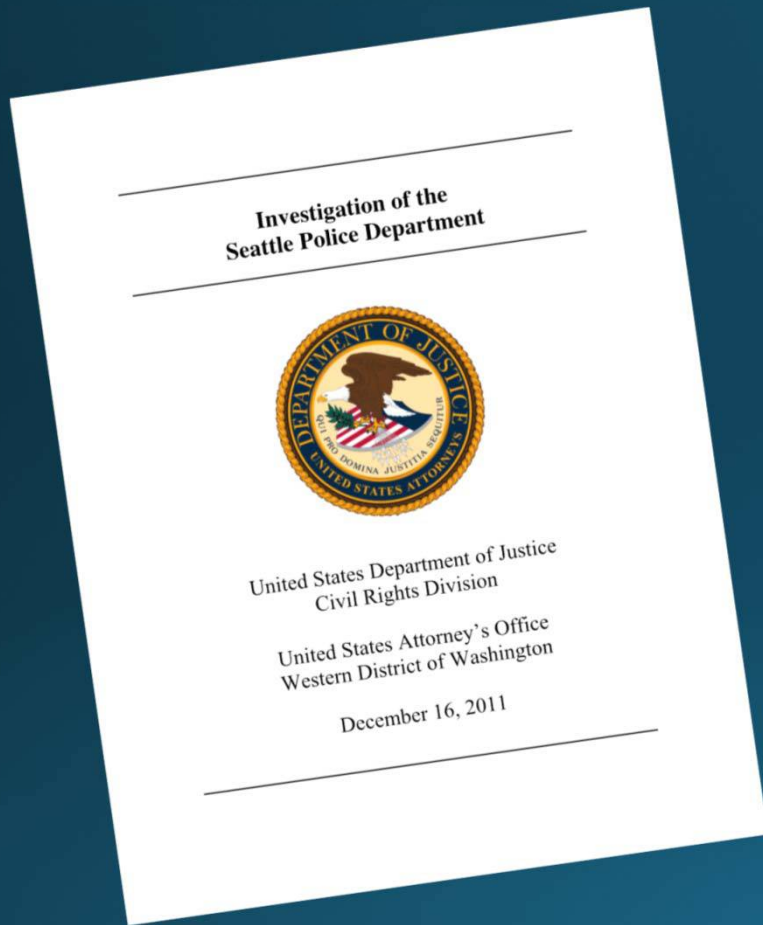 Investigation of the
Seattle Police Department
DEPARTMENT OF JUSTICE
QUI PRO DOMINA JUSTITIA SEQUITUR
UNITED STATES ATTORNEYS
United States Department of Justice
Civil Rights Division
United States Attorney’s Office
Western District of Washington
December 16, 2011